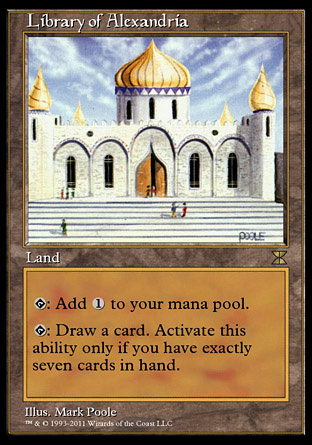 Library of Alexandria
POOLE
Land
: Add 1 to your mana pool.
: Draw a card. Activate this
ability only if you have exactly
seven cards in hand.
Illus. Mark Poole
™ & © 1993-2011 Wizards of the Coast LLC